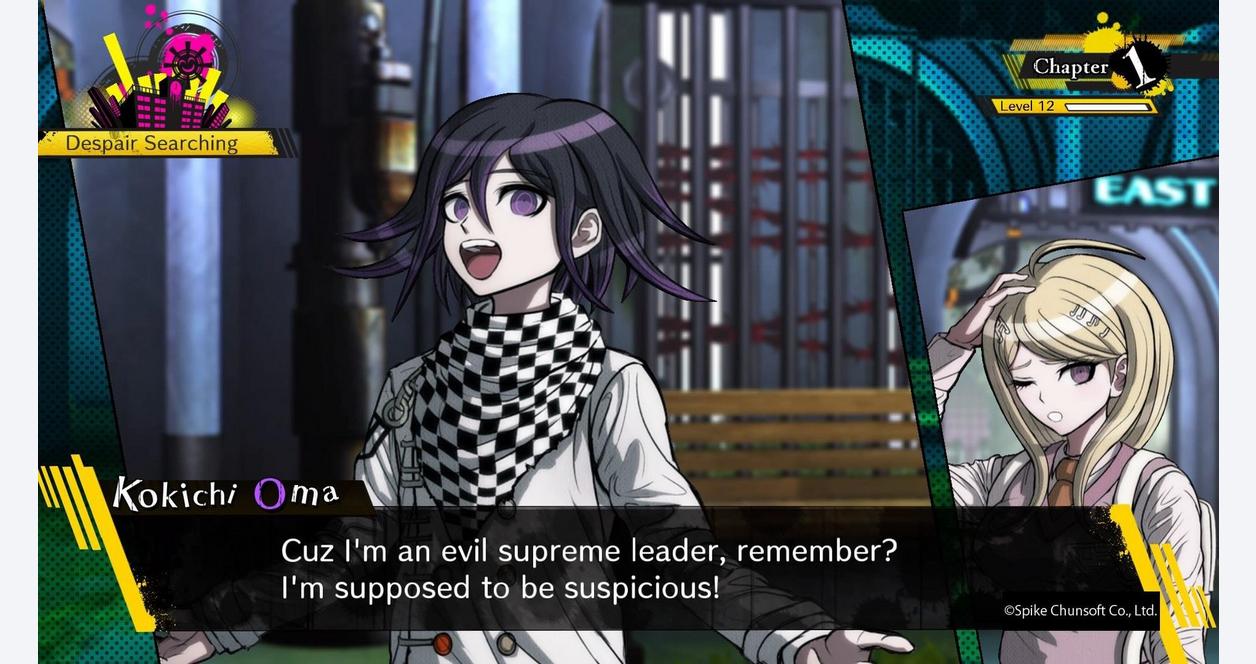 Despair Searching
Chapter 1
Level 12
EAST
Kokichi Oma
Cuz I'm an evil supreme leader, remember?
I'm supposed to be suspicious!
©Spike Chunsoft Co., Ltd.